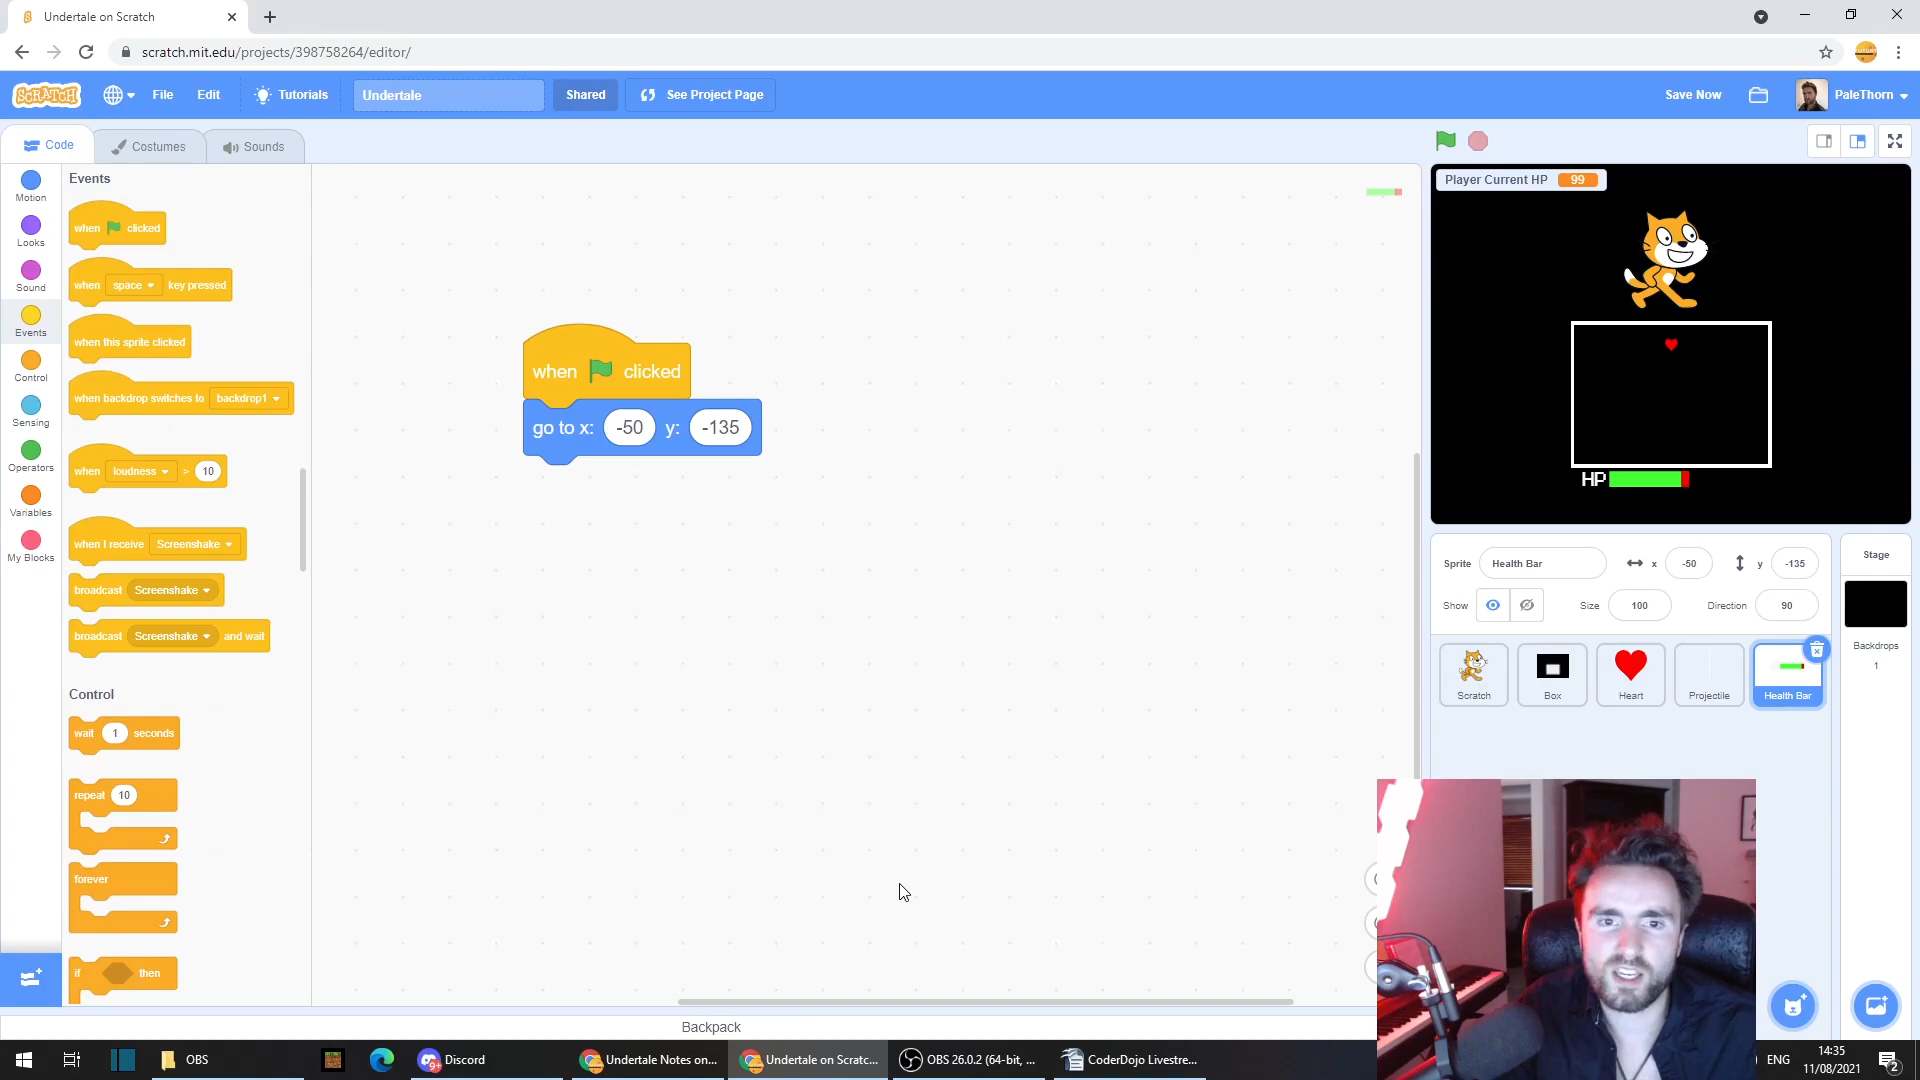 Undertale on Scratch
scratch.mit.edu/projects/398758264/editor/
SCRATCH
File
Edit
Tutorials
Undertale
Shared
See Project Page
Save Now
PaleThorn
Code
Costumes
Sounds
Motion
Looks
Sound
Events
Control
Sensing
Operators
Variables
My Blocks
Events
when clicked
when space key pressed
when this sprite clicked
when backdrop switches to backdrop1
when loudness > 10
when I receive Screenshake
broadcast Screenshake
broadcast Screenshake and wait
Control
wait 1 seconds
repeat 10
forever
if then
when clicked
go to x: -50 y: -135
Player Current HP 99
HP
Sprite Health Bar x -50 y -135
Show Size 100 Direction 90
Scratch
Box
Heart
Projectile
Health Bar
Stage
Backdrops
1
Backpack
OBS
9+
Discord
Undertale Notes on...
Undertale on Scratc...
OBS 26.0.2 (64-bit, ...
CoderDojo Livestre...
ENG
14:35
11/08/2021
2